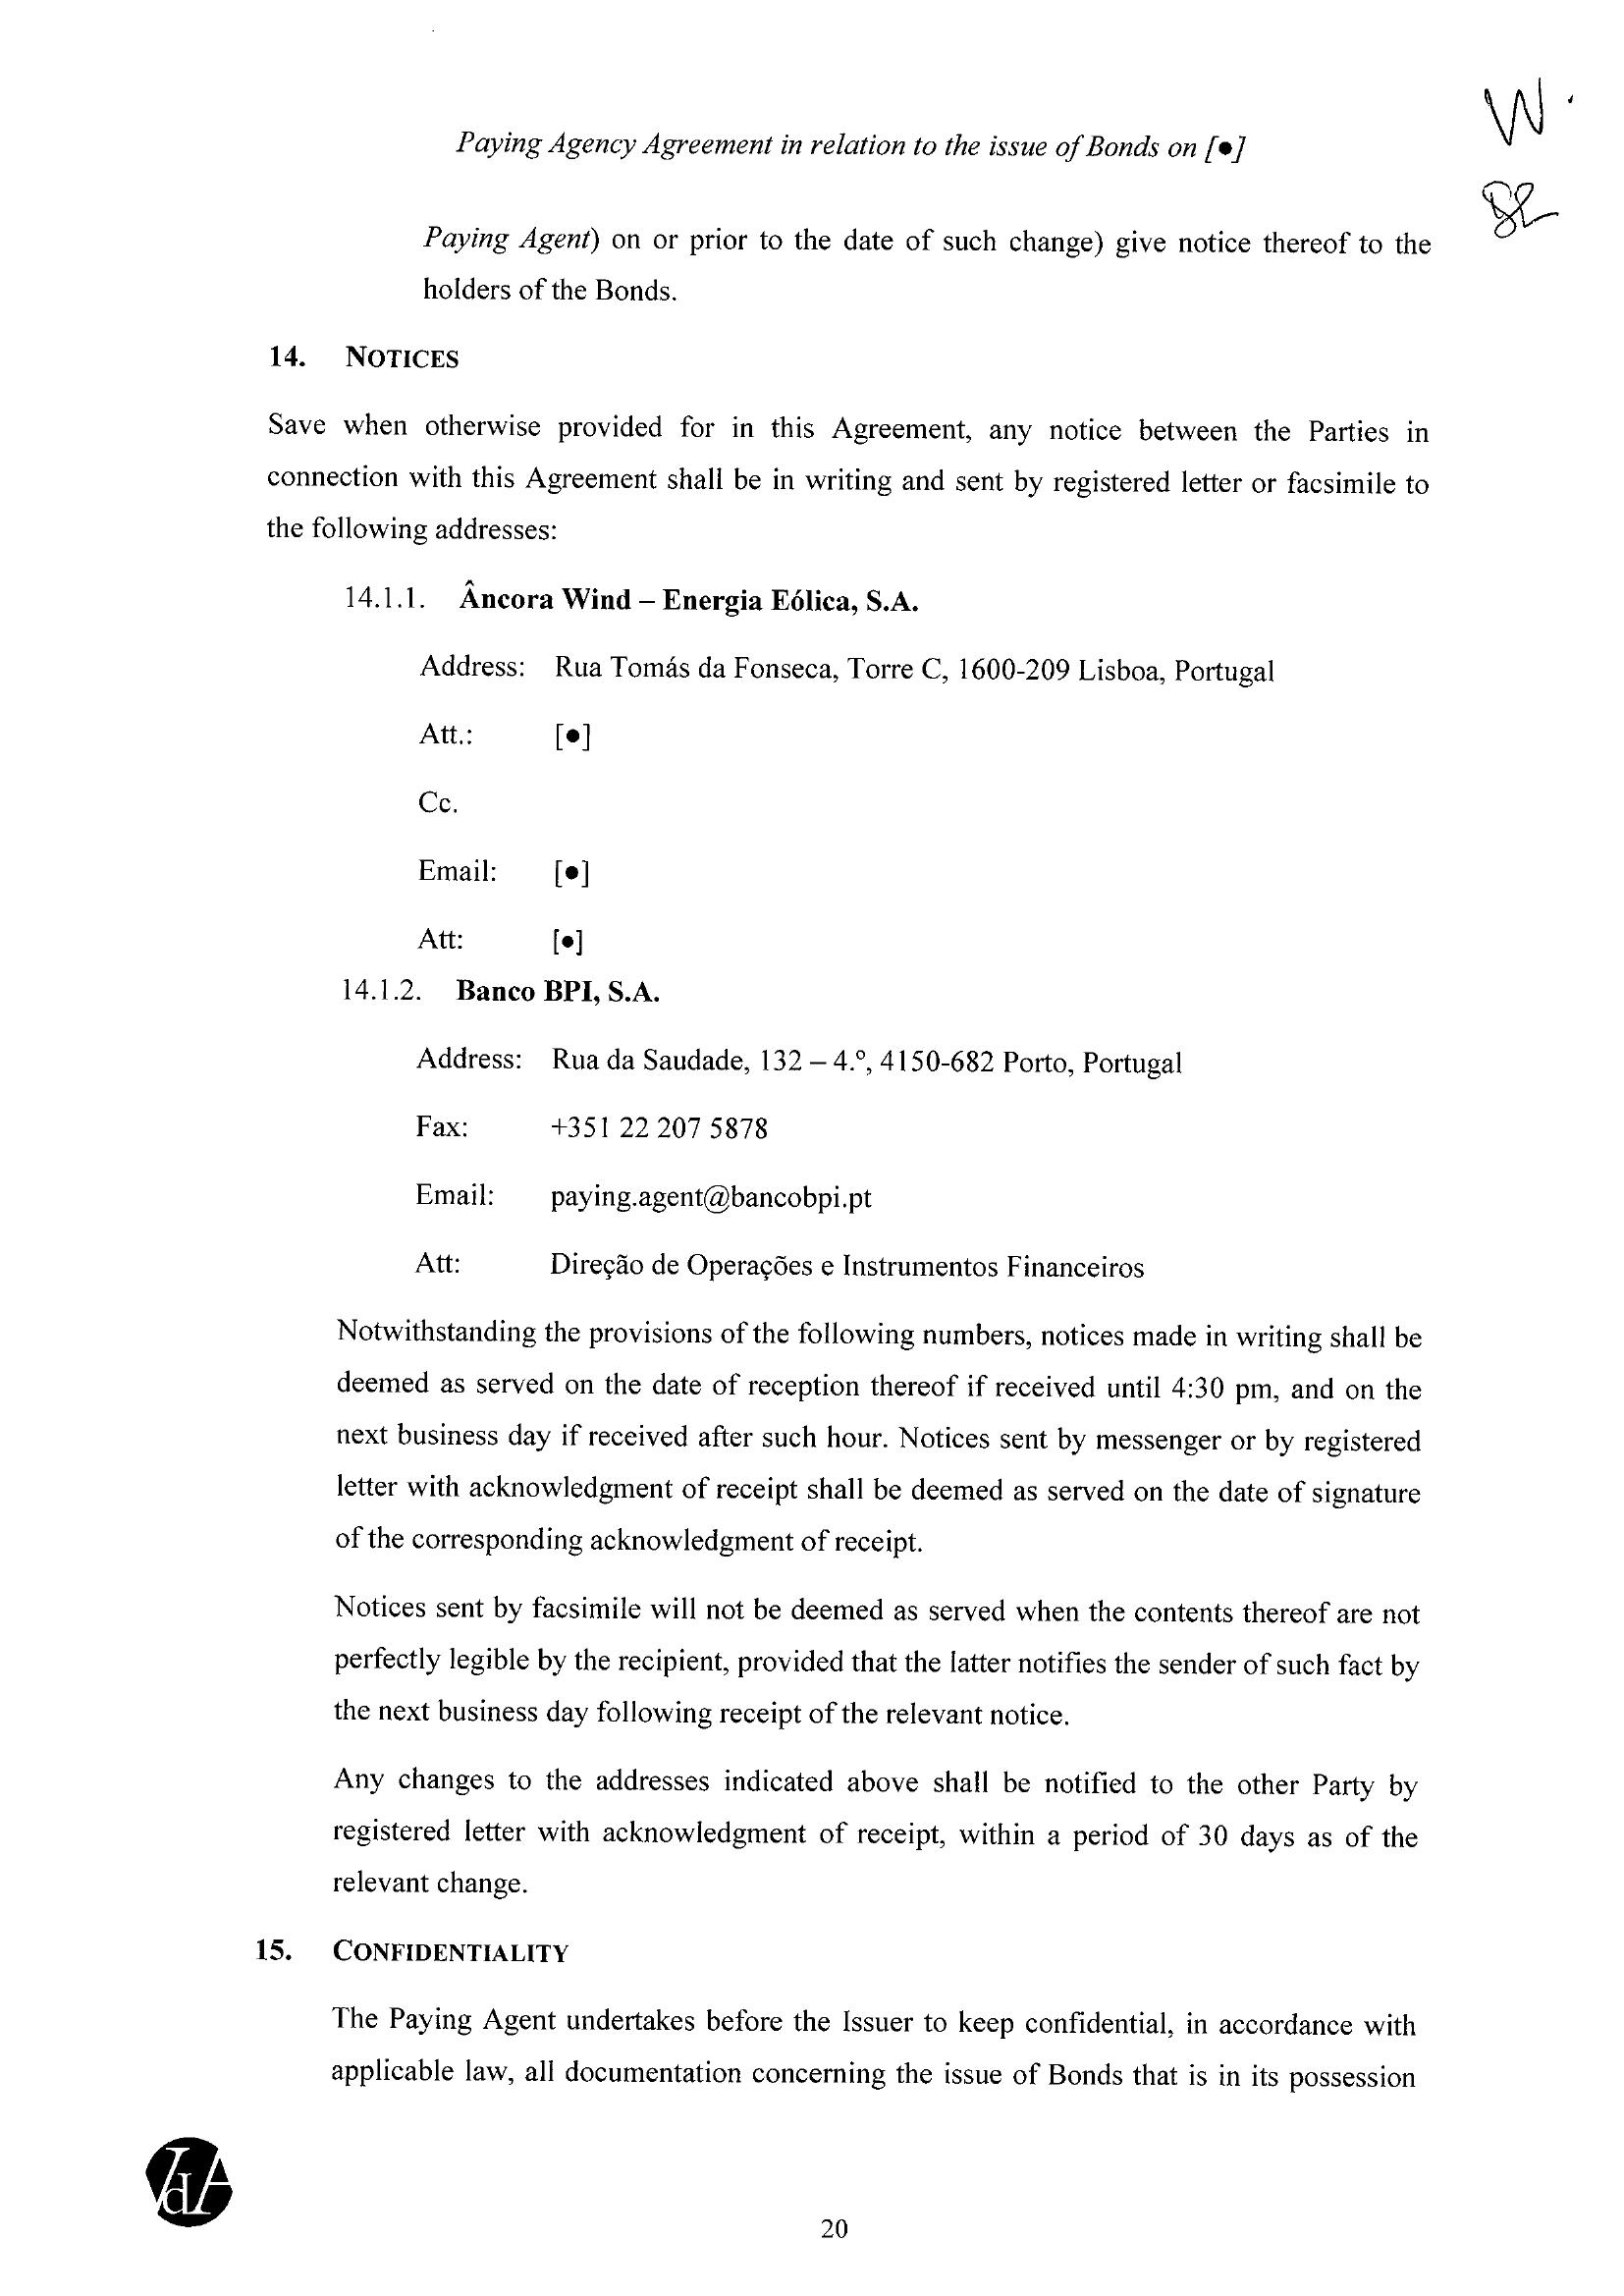 Paying Agency Agreement in relation to the issue of Bonds on [●]
W.
Paying Agent) on or prior to the date of such change) give notice thereof to the
holders of the Bonds.
14. NOTICES
Save when otherwise provided for in this Agreement, any notice between the Parties in
connection with this Agreement shall be in writing and sent by registered letter or facsimile to
the following addresses:
14.1.1. Âncora Wind – Energia Eólica, S.A.
Address: Rua Tomás da Fonseca, Torre C, 1600-209 Lisboa, Portugal
Att.: [●]
Cc.
Email: [●]
Att: [●]
14.1.2. Banco BPI, S.A.
Address: Rua da Saudade, 132 – 4.º, 4150-682 Porto, Portugal
Fax: +351 22 207 5878
Email: paying.agent@bancobpi.pt
Att: Direção de Operações e Instrumentos Financeiros
Notwithstanding the provisions of the following numbers, notices made in writing shall be
deemed as served on the date of reception thereof if received until 4:30 pm, and on the
next business day if received after such hour. Notices sent by messenger or by registered
letter with acknowledgment of receipt shall be deemed as served on the date of signature
of the corresponding acknowledgment of receipt.
Notices sent by facsimile will not be deemed as served when the contents thereof are not
perfectly legible by the recipient, provided that the latter notifies the sender of such fact by
the next business day following receipt of the relevant notice.
Any changes to the addresses indicated above shall be notified to the other Party by
registered letter with acknowledgment of receipt, within a period of 30 days as of the
relevant change.
15. CONFIDENTIALITY
The Paying Agent undertakes before the Issuer to keep confidential, in accordance with
applicable law, all documentation concerning the issue of Bonds that is in its possession
VdA
20